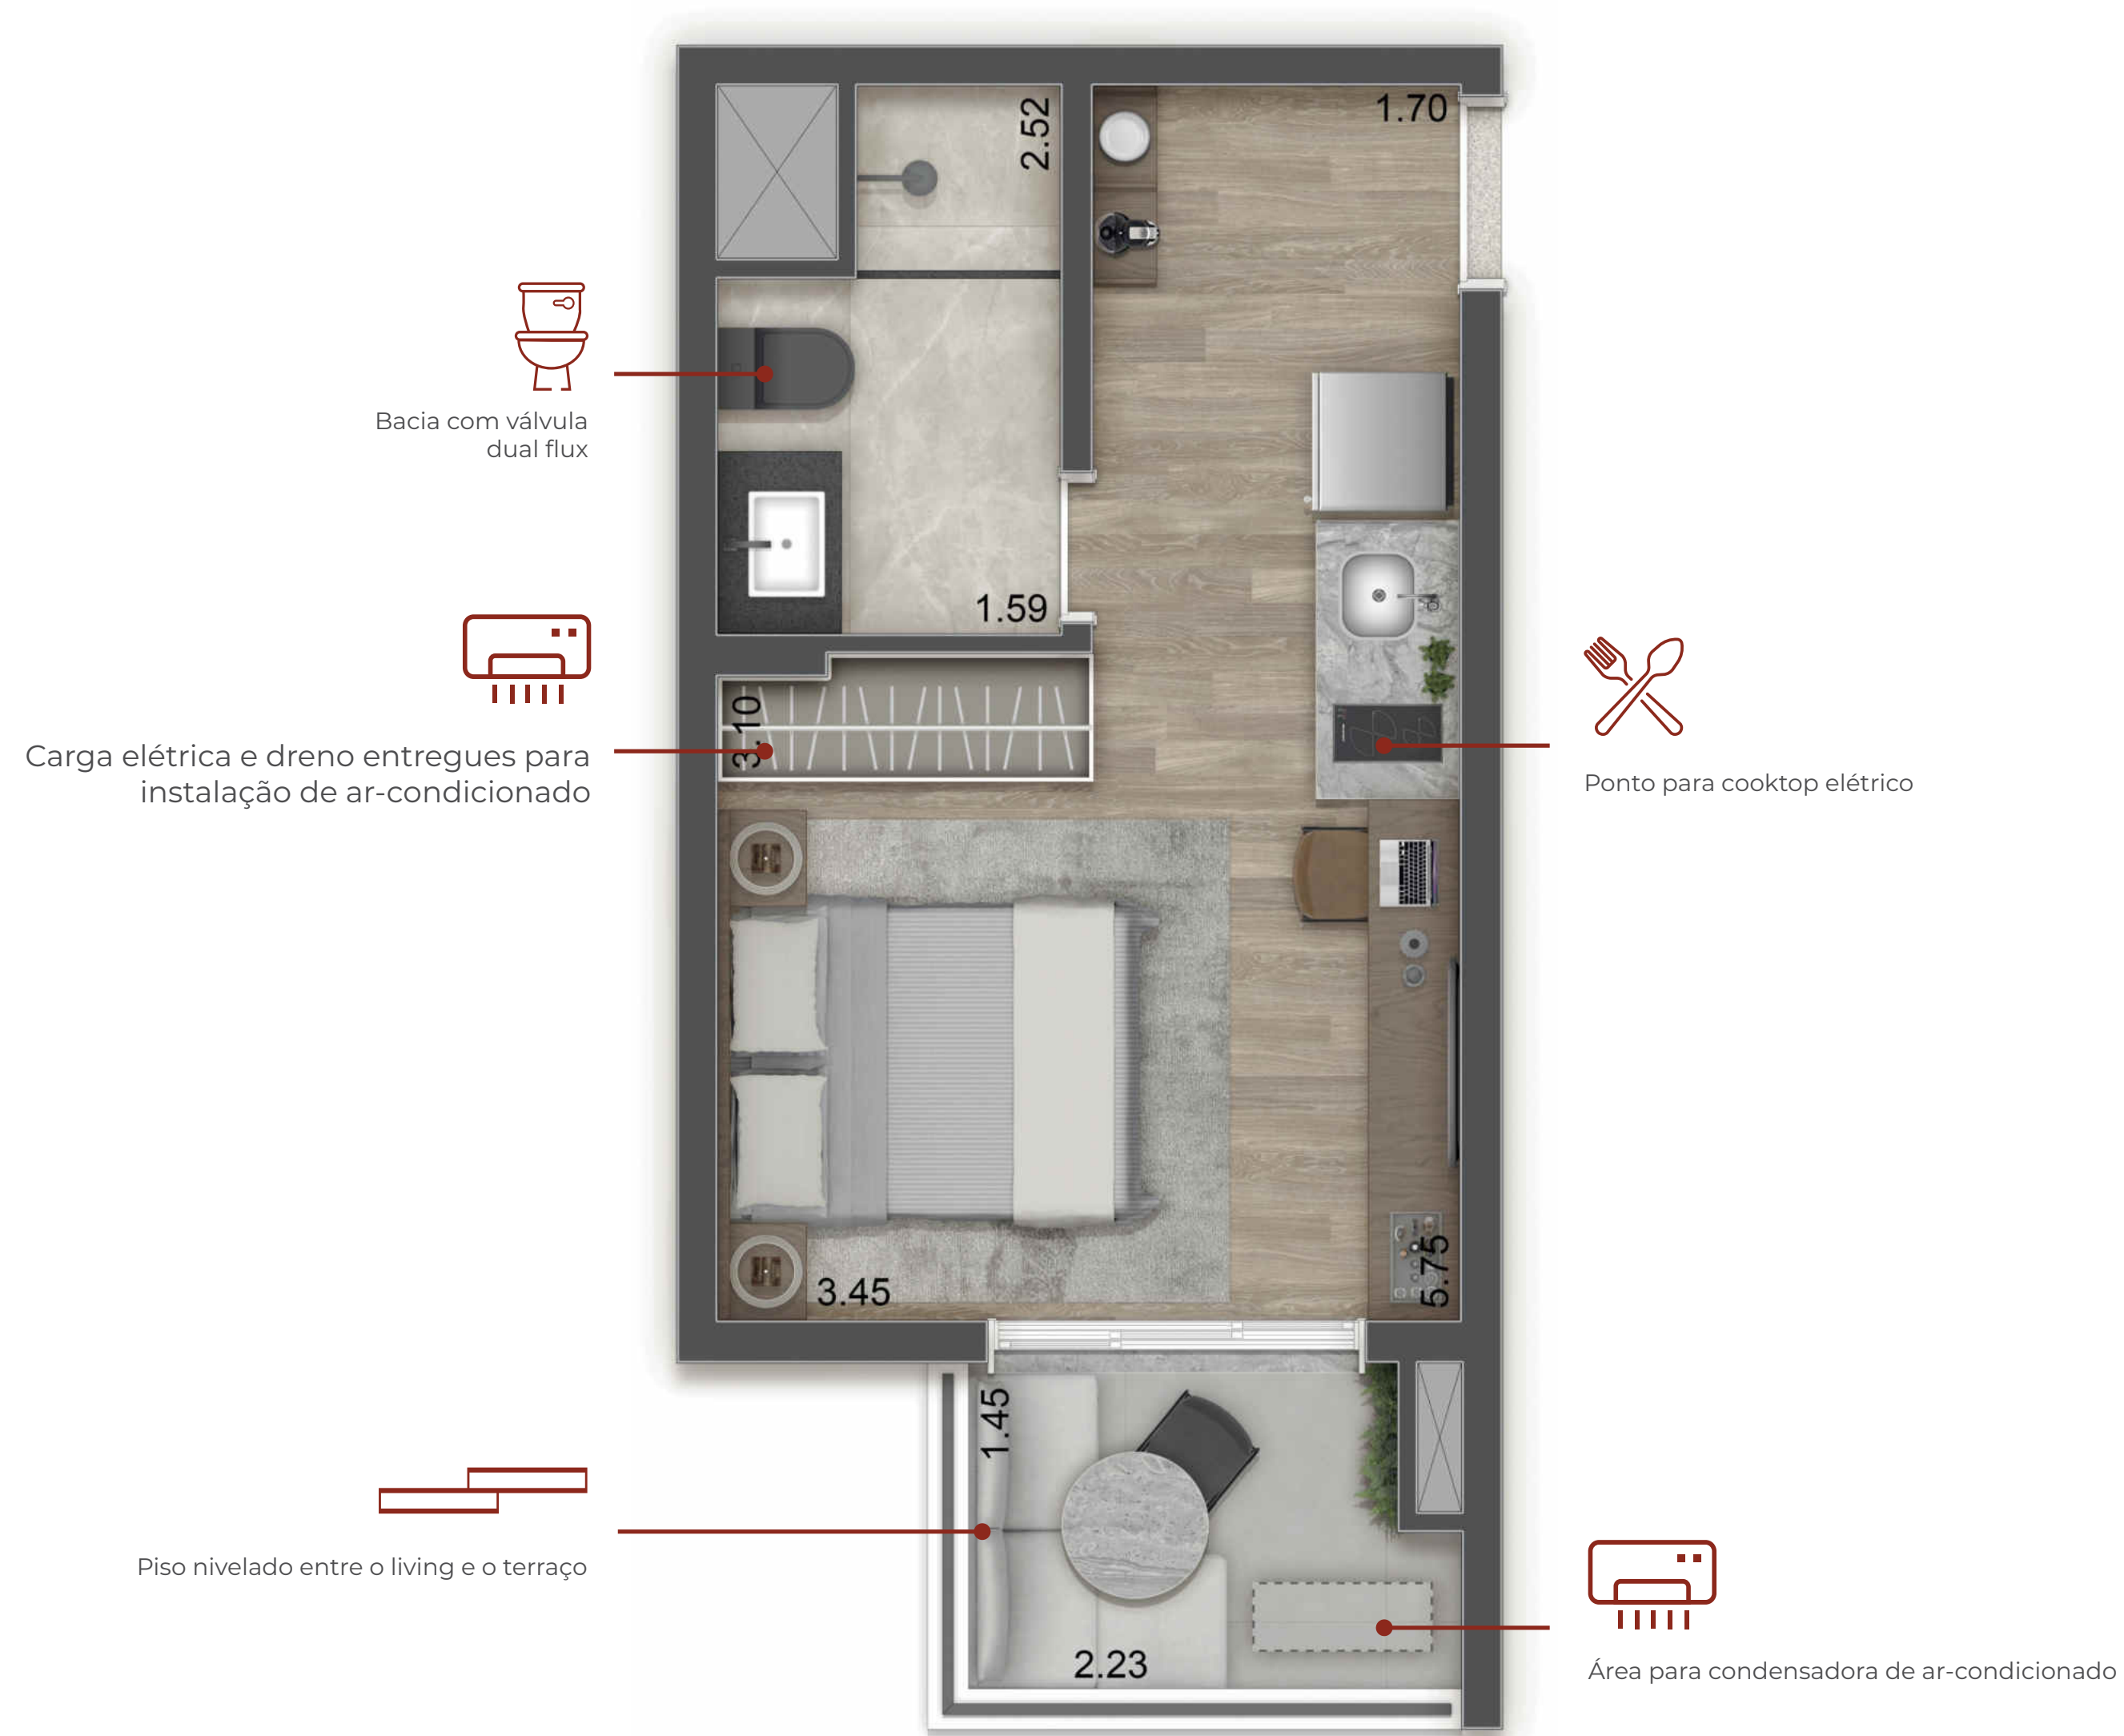 2.52
1.70
Bacia com válvula
dual flux
1.59
3.10
Carga elétrica e dreno entregues para
instalação de ar-condicionado
Ponto para cooktop elétrico
3.45
5.75
1.45
Piso nivelado entre o living e o terraço
2.23
Área para condensadora de ar-condicionado